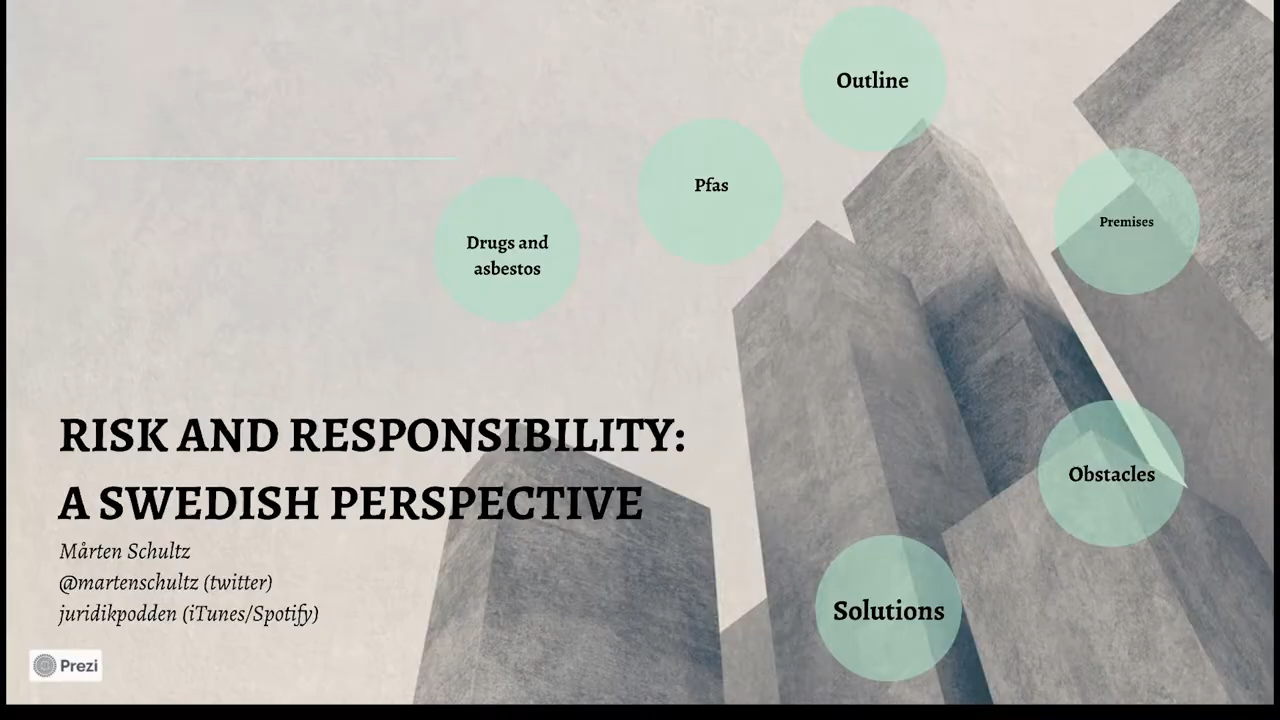 Outline
Pfas
Premises
Drugs and
asbestos
RISK AND RESPONSIBILITY:
A SWEDISH PERSPECTIVE
Mårten Schultz
@martenschultz (twitter)
juridikpodden (iTunes/Spotify)
Obstacles
Solutions
Prezi